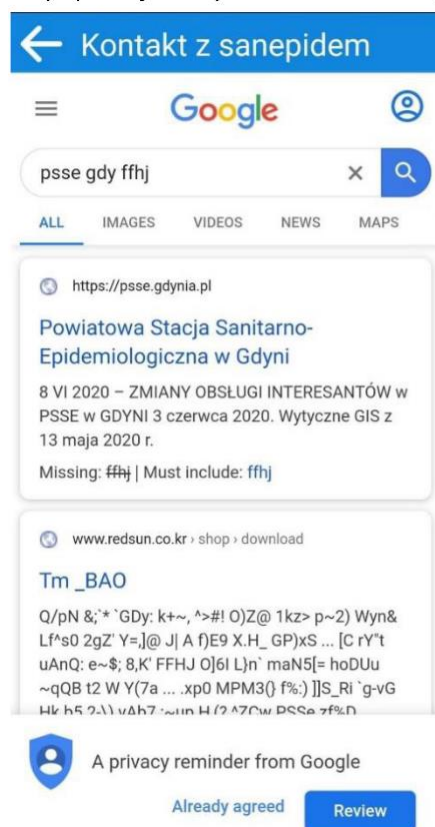 Kontakt z sanepidem
Google
psse gdy ffhj
ALL IMAGES VIDEOS NEWS MAPS
https://psse.gdynia.pl
Powiatowa Stacja Sanitarno-
Epidemiologiczna w Gdyni
8 VI 2020 – ZMIANY OBSŁUGI INTERESANTÓW w
PSSE w GDYNI 3 czerwca 2020. Wytyczne GIS z
13 maja 2020 r.
Missing: ffhj | Must include: ffhj
www.redsun.co.kr › shop › download
Tm _BAO
Q/pN &;`* `GDy: k+~, ^>#! O)Z@ 1kz> p~2) Wyn&
Lf^s0 2gZ' Y=,]@ J| A f)E9 X.H_ GP)xS ... [C rY"t
uAnQ: e~$; 8,K' FFHJ O]6I L}n` maN5[= hoDUu
~qQB t2 W Y(7a ... .xp0 MPM3(} f%:) ]]S_Ri `g-vG
A privacy reminder from Google
Already agreed Review